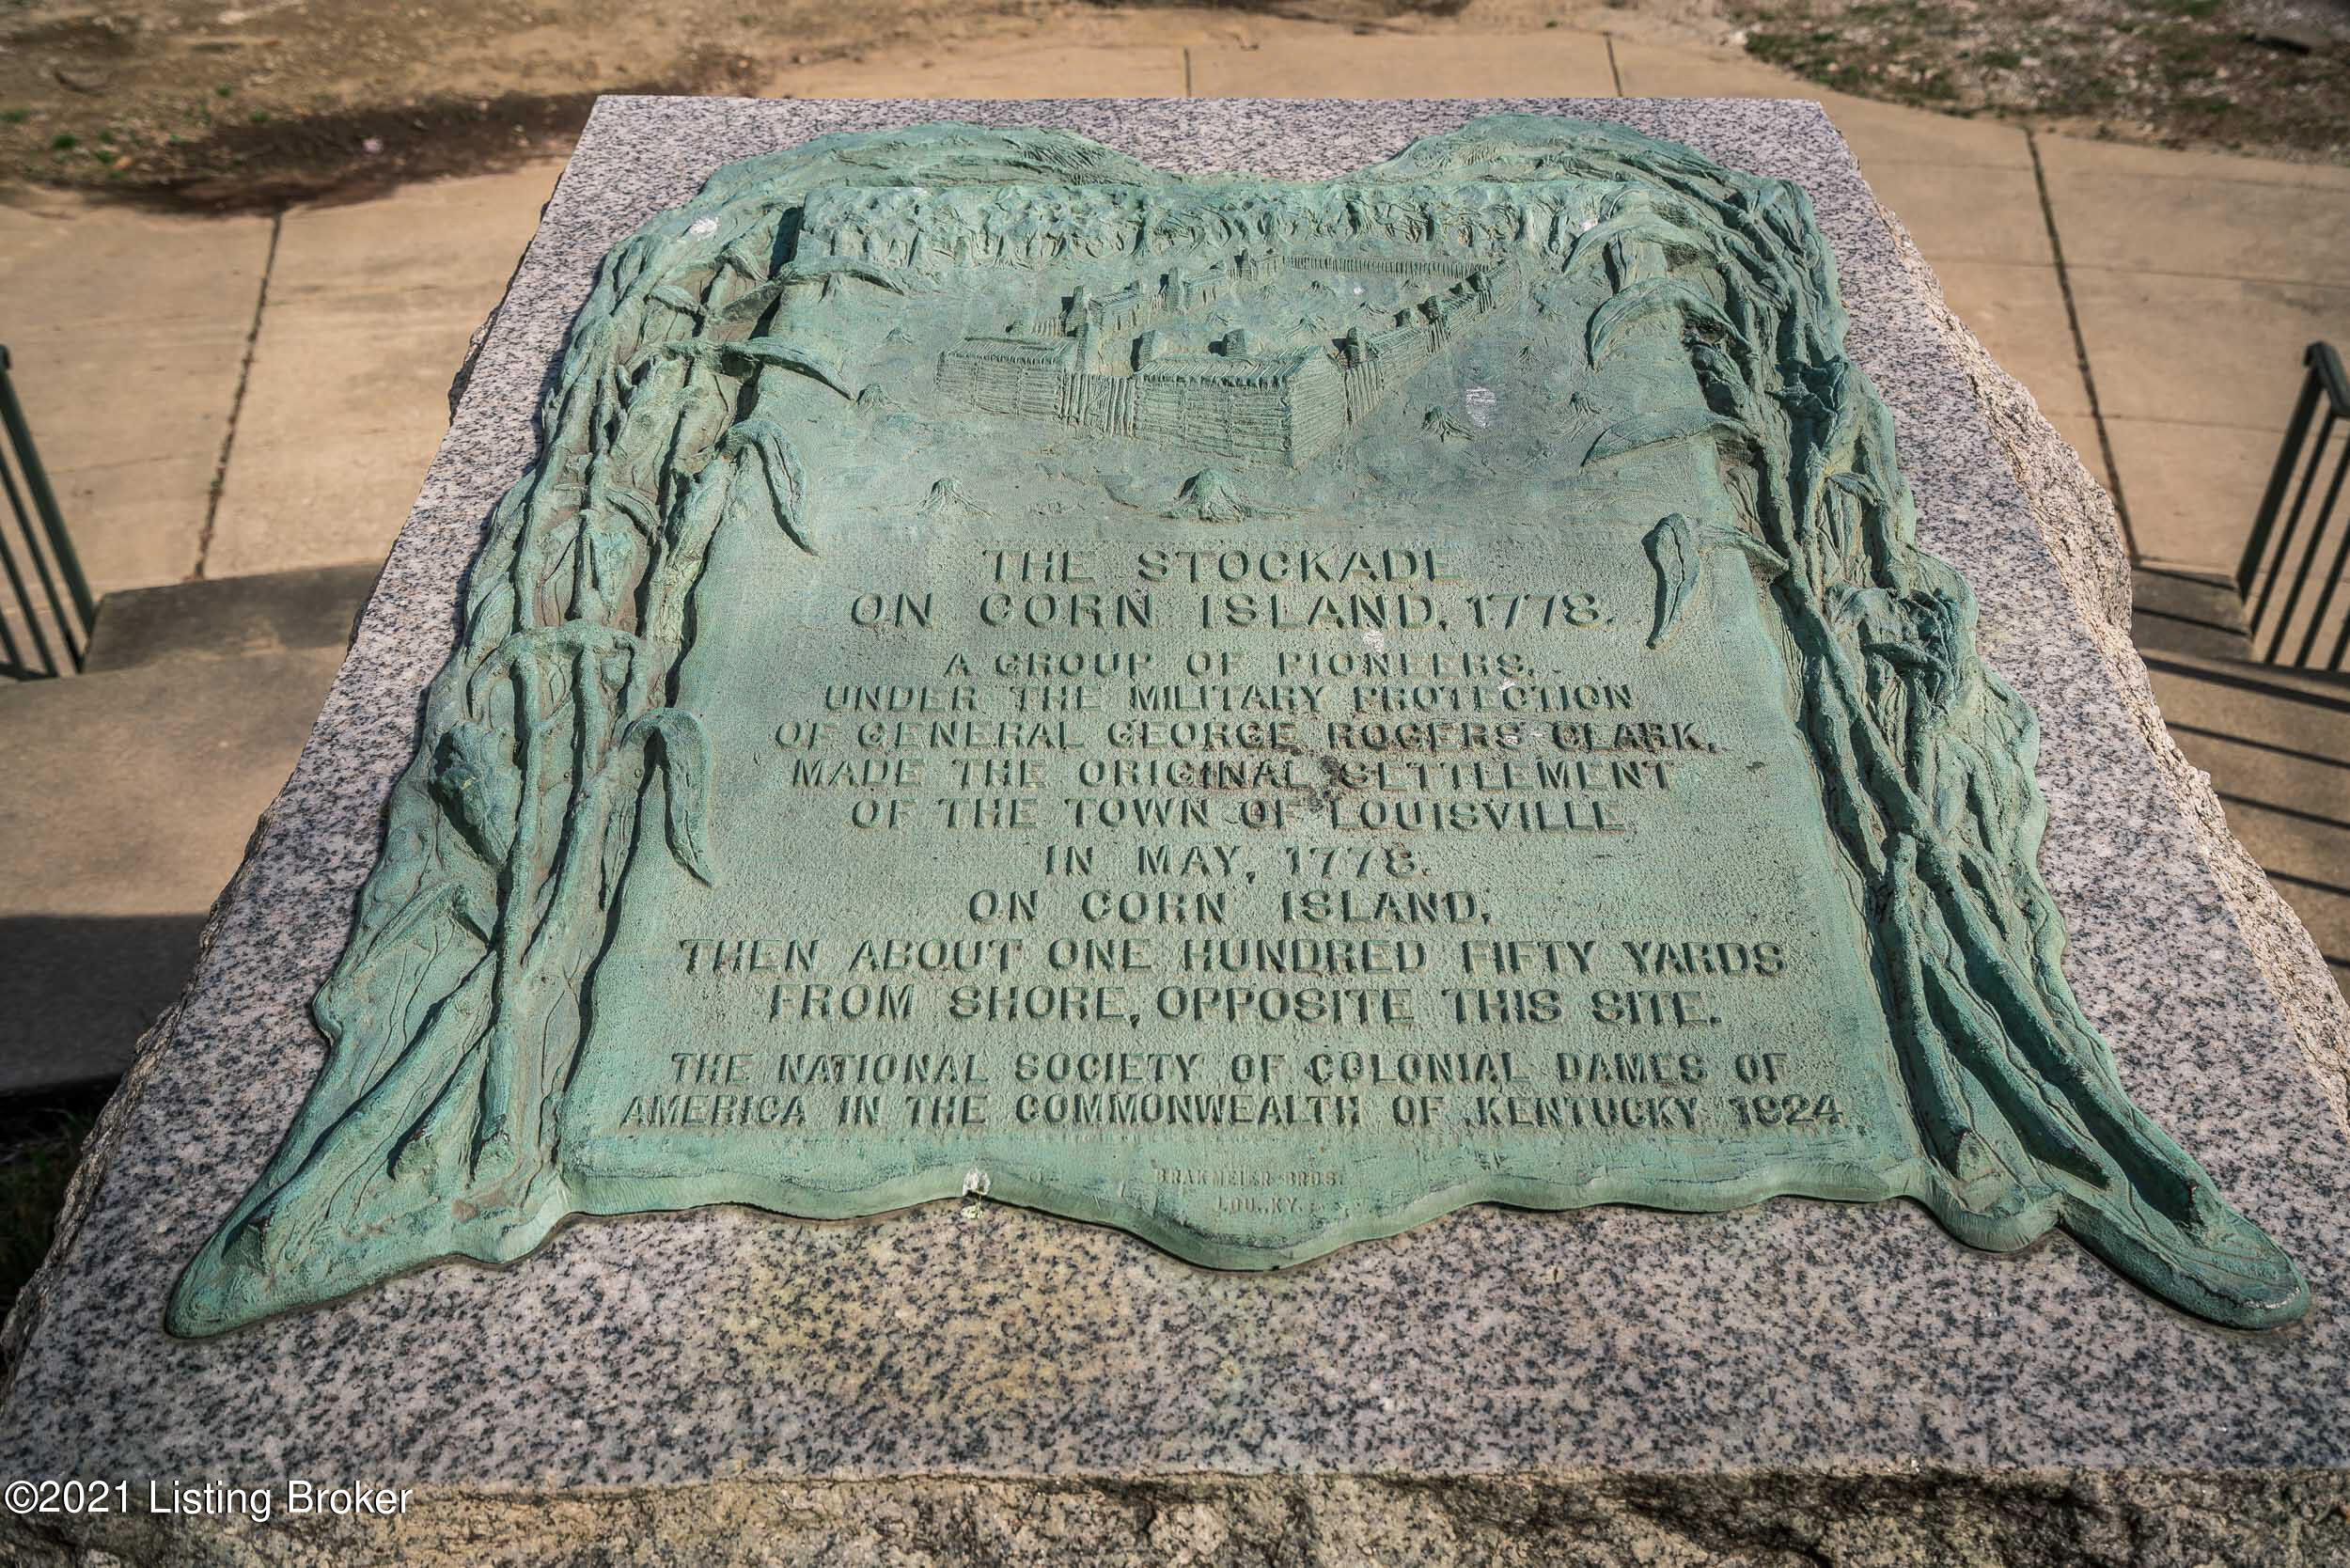 THE STOCKADE
ON CORN ISLAND, 1778.
A GROUP OF PIONEERS,
UNDER THE MILITARY PROTECTION
OF GENERAL GEORGE ROGERS CLARK,
MADE THE ORIGINAL SETTLEMENT
OF THE TOWN OF LOUISVILLE
IN MAY, 1778.
ON CORN ISLAND,
THEN ABOUT ONE HUNDRED FIFTY YARDS
FROM SHORE, OPPOSITE THIS SITE.
THE NATIONAL SOCIETY OF COLONIAL DAMES OF
AMERICA IN THE COMMONWEALTH OF KENTUCKY 1924
BRAKMEIER BROS.
LOU., KY.
©2021 Listing Broker